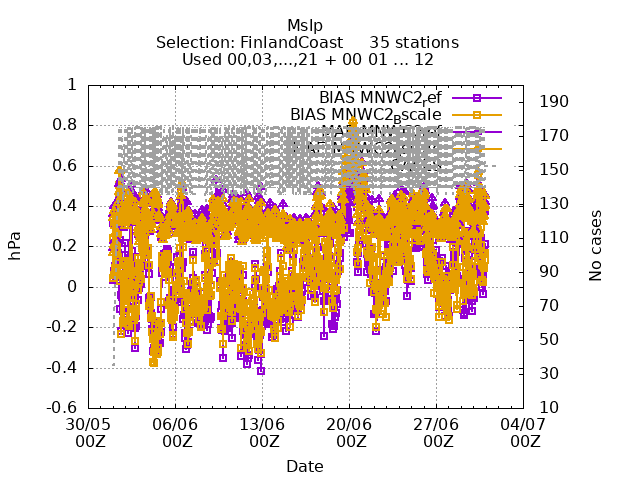 Mslp
Selection: FinlandCoast 35 stations
Used 00,03,...,21 + 00 01 ... 12
BIAS MNWC2ref
BIAS MNWC2Bscale
1
0.8
0.6
0.4
0.2
0
-0.2
-0.4
-0.6
hPa
190
170
150
130
110
90
70
50
30
10
No cases
30/05 06/06 13/06 20/06 27/06 04/07
00Z 00Z 00Z 00Z 00Z 00Z
Date